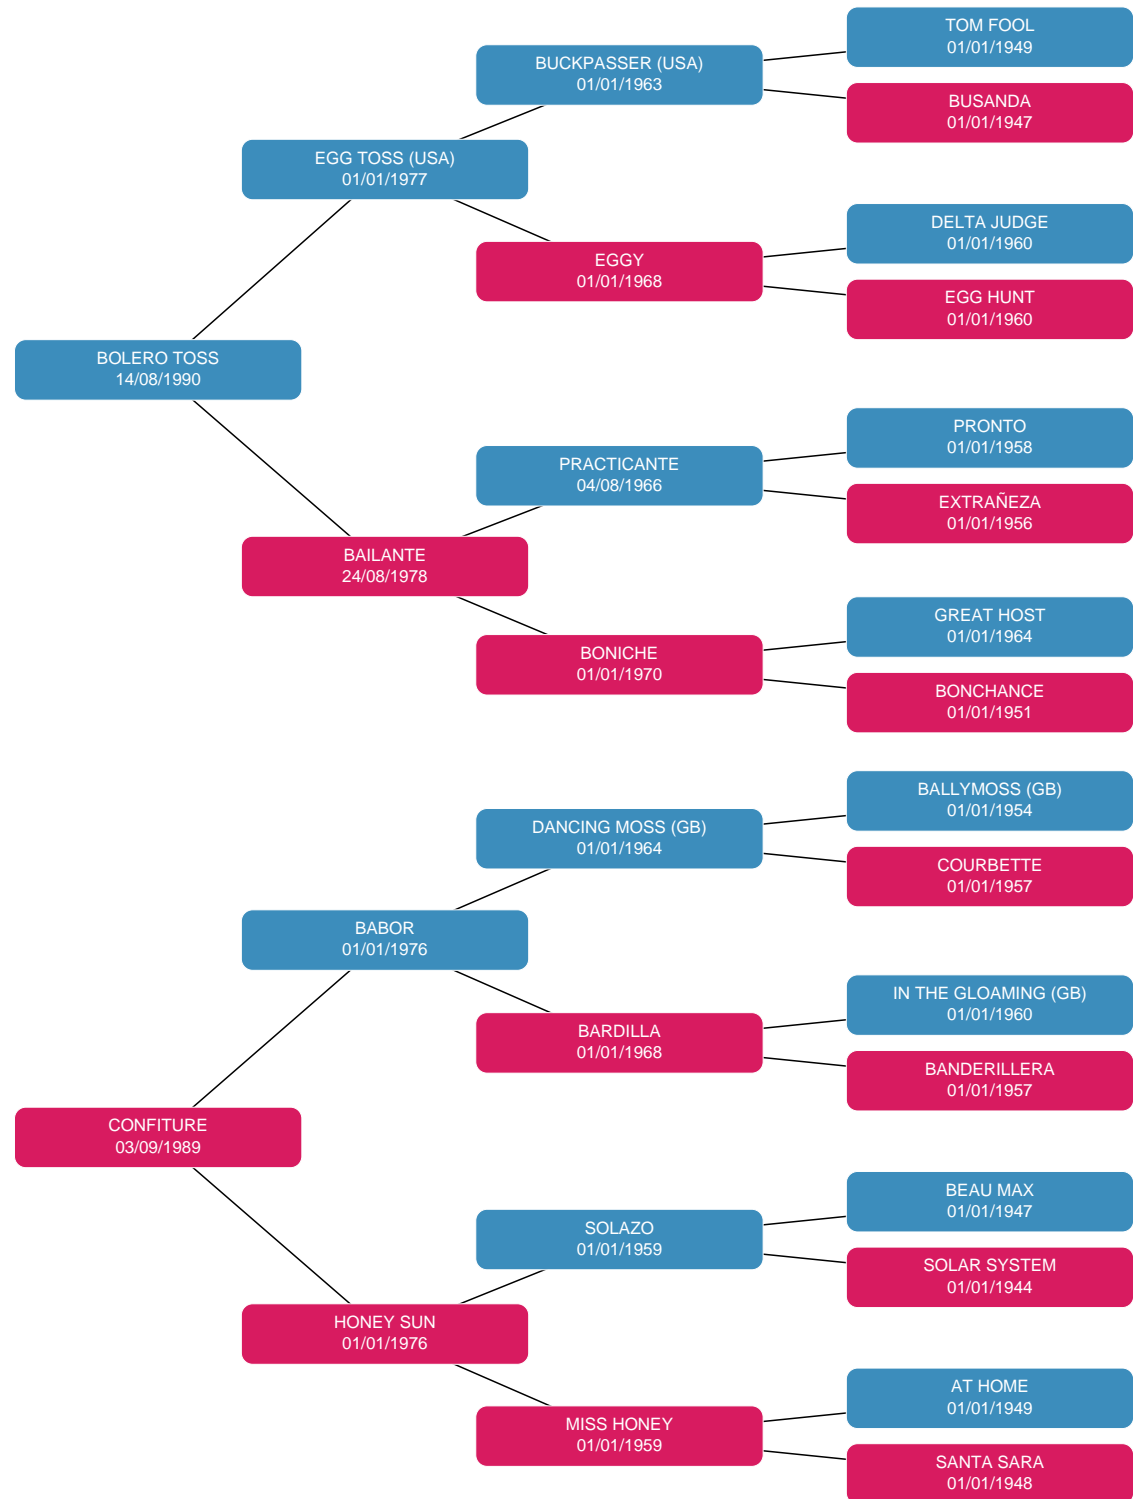 TOM FOOL
01/01/1949
BUCKPASSER (USA)
01/01/1963
BUSANDA
01/01/1947
EGG TOSS (USA)
01/01/1977
DELTA JUDGE
01/01/1960
EGGY
01/01/1968
EGG HUNT
01/01/1960
BOLERO TOSS
14/08/1990
PRONTO
01/01/1958
PRACTICANTE
04/08/1966
EXTRAÑEZA
01/01/1956
BAILANTE
24/08/1978
GREAT HOST
01/01/1964
BONICHE
01/01/1970
BONCHANCE
01/01/1951
BALLYMOSS (GB)
01/01/1954
DANCING MOSS (GB)
01/01/1964
COURBETTE
01/01/1957
BABOR
01/01/1976
IN THE GLOAMING (GB)
01/01/1960
BARDILLA
01/01/1968
BANDERILLERA
01/01/1957
CONFITURE
03/09/1989
BEAU MAX
01/01/1947
SOLAZO
01/01/1959
SOLAR SYSTEM
01/01/1944
HONEY SUN
01/01/1976
AT HOME
01/01/1949
MISS HONEY
01/01/1959
SANTA SARA
01/01/1948